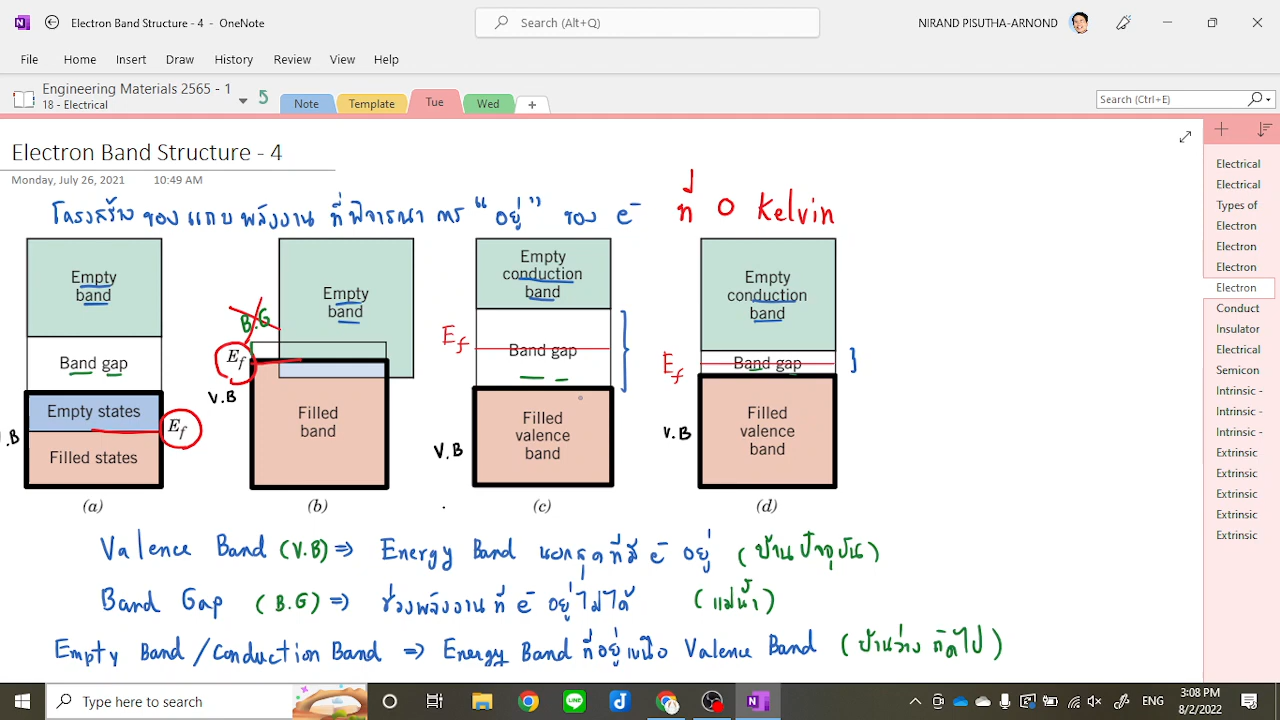 Electron Band Structure - 4 - OneNote
Search (Alt+Q)
NIRAND PISUTHA-ARNOND
File Home Insert Draw History Review View Help
Engineering Materials 2565 - 1
18 - Electrical
Note Template Tue Wed +
Search (Ctrl+E)
Electron Band Structure - 4
Monday, July 26, 2021 10:49 AM
โครงสร้าง ของ แถบ พลังงาน ที่ พิจารณา การ "อยู่" ของ e⁻ ที่ 0 Kelvin
Empty band
Band gap
Empty states
Filled states
V.B
Ef
(a)
B.G
Empty band
Ef
V.B
Filled band
(b)
Empty conduction band
Ef
Band gap
Filled valence band
V.B
(c)
Empty conduction band
Ef
Band gap
Filled valence band
V.B
(d)
Valence Band (V.B) ⇒ Energy Band นอกสุดที่มี e⁻ อยู่ (บ้านปัจจุบัน)
Band Gap (B.G) ⇒ ช่วงพลังงานที่ e⁻ อยู่ไม่ได้ (แม่น้ำ)
Empty Band/Conduction Band ⇒ Energy Band ที่อยู่เหนือ Valence Band (บ้านว่าง ถัดไป)
Electrical
Electrical
Types of
Electron
Electron
Electron
Electron
Conduct
Insulator
Electrical
Semicon
Intrinsic -
Intrinsic -
Intrinsic -
Extrinsic
Extrinsic
Extrinsic
Extrinsic
Extrinsic
Type here to search
ENG
3:08 PM
8/2/2022